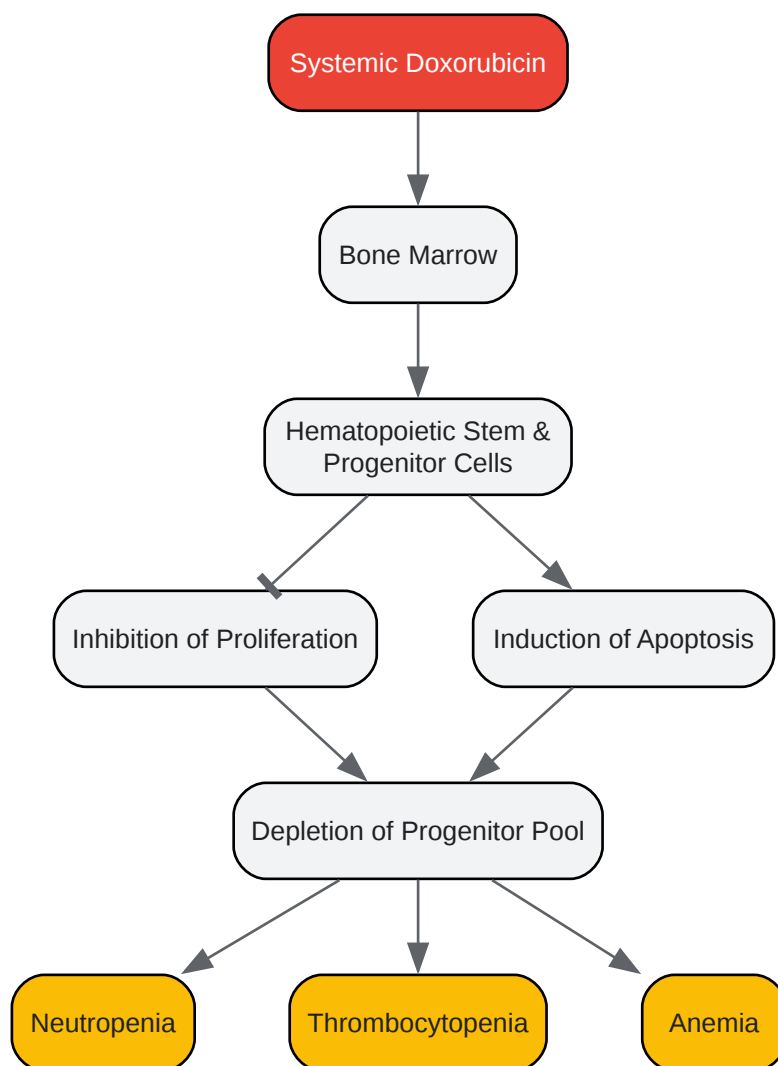 Systemic Doxorubicin
Bone Marrow
Hematopoietic Stem &
Progenitor Cells
Inhibition of Proliferation
Induction of Apoptosis
Depletion of Progenitor Pool
Neutropenia
Thrombocytopenia
Anemia